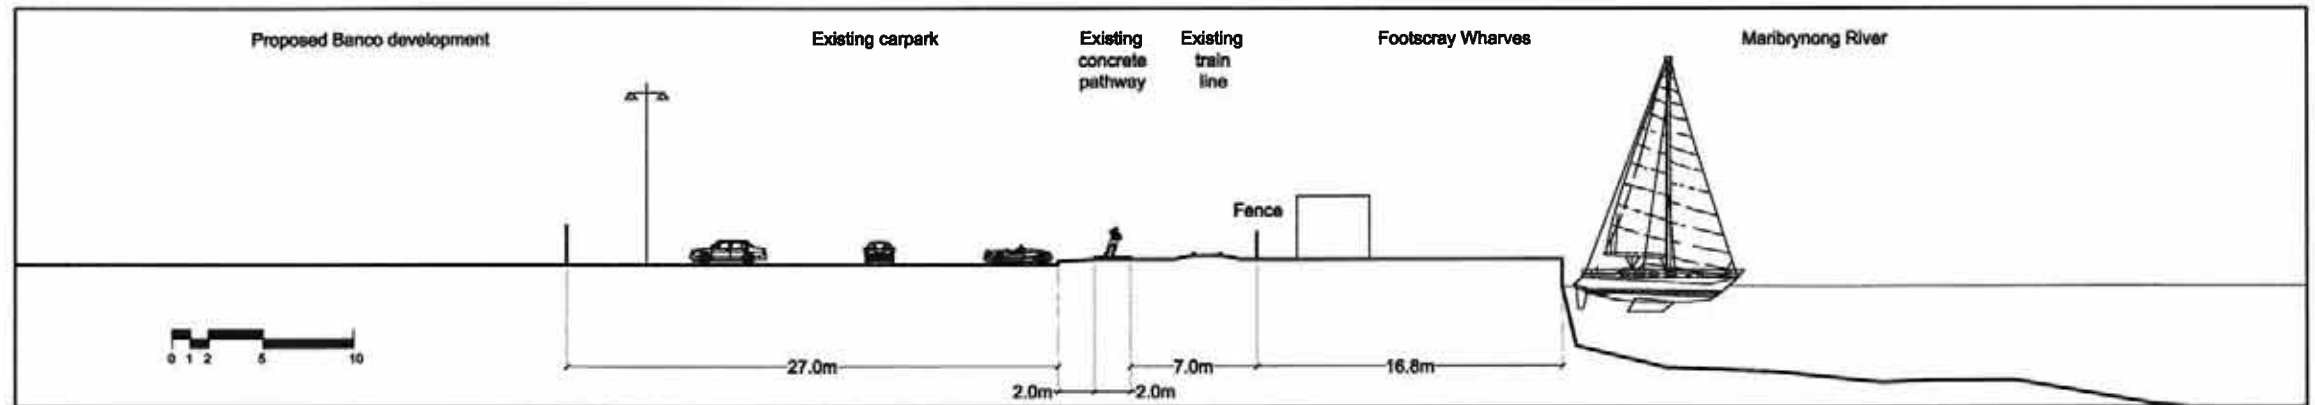 Proposed Banco development
Existing carpark
Existing
concrete
pathway
Existing
train
line
Footscray Wharves
Maribrynong River
Fence
0 1 2 5 10
27.0m
7.0m
16.8m
2.0m
2.0m